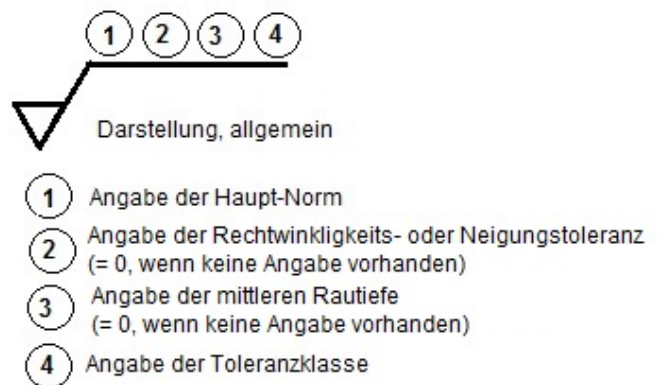 1 2 3 4
Darstellung, allgemein
1 Angabe der Haupt-Norm
2 Angabe der Rechtwinkligkeits- oder Neigungstoleranz
(= 0, wenn keine Angabe vorhanden)
3 Angabe der mittleren Rautiefe
(= 0, wenn keine Angabe vorhanden)
4 Angabe der Toleranzklasse